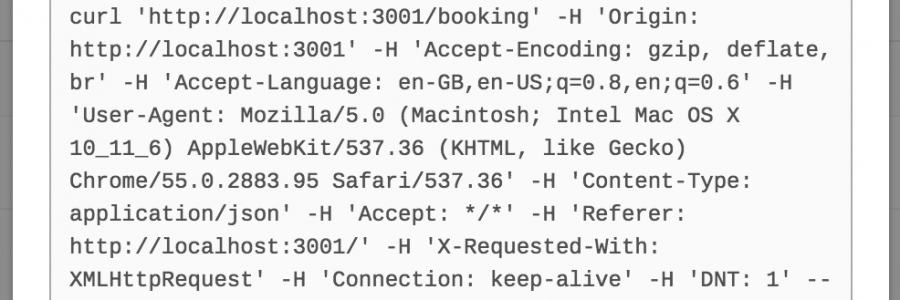 curl 'http://localhost:3001/booking' -H 'Origin:
http://localhost:3001' -H 'Accept-Encoding: gzip, deflate,
br' -H 'Accept-Language: en-GB,en-US;q=0.8,en;q=0.6' -H
'User-Agent: Mozilla/5.0 (Macintosh; Intel Mac OS X
10_11_6) AppleWebKit/537.36 (KHTML, like Gecko)
Chrome/55.0.2883.95 Safari/537.36' -H 'Content-Type:
application/json' -H 'Accept: */*' -H 'Referer:
http://localhost:3001/' -H 'X-Requested-With:
XMLHttpRequest' -H 'Connection: keep-alive' -H 'DNT: 1' --